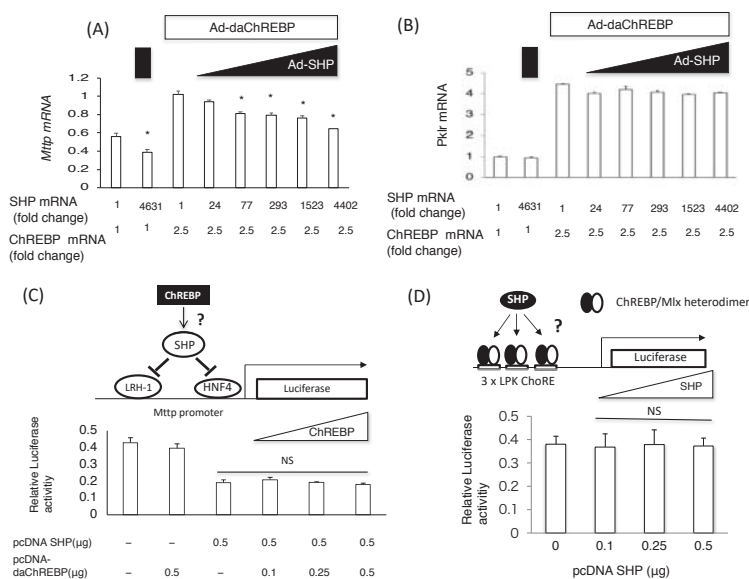 (A)
Ad-daChREBP
Ad-SHP
Mttp mRNA
1.2
1
0.8
0.6
0.4
0.2
0
*
*
*
*
*
SHP mRNA
(fold change)
1 4631 1 24 77 293 1523 4402
ChREBP mRNA
(fold change)
1 1 2.5 2.5 2.5 2.5 2.5 2.5
(B)
Ad-daChREBP
Ad-SHP
Pklr mRNA
5
4
3
2
1
0
SHP mRNA
(fold change)
1 4631 1 24 77 293 1523 4402
ChREBP mRNA
(fold change)
1 1 2.5 2.5 2.5 2.5 2.5 2.5
(C)
ChREBP
?
SHP
LRH-1
HNF4
Luciferase
Mttp promoter
ChREBP
NS
Relative Luciferase
activitiy
0.5
0.4
0.3
0.2
0.1
0
pcDNA SHP(μg)
– – 0.5 0.5 0.5 0.5
pcDNA-
daChREBP(μg)
– 0.5 – 0.1 0.25 0.5
(D)
SHP
?
ChREBP/Mlx heterodimer
Luciferase
3 x LPK ChoRE
SHP
NS
Relative Luciferase
activitiy
0.5
0.4
0.3
0.2
0.1
0
0 0.1 0.25 0.5
pcDNA SHP (μg)